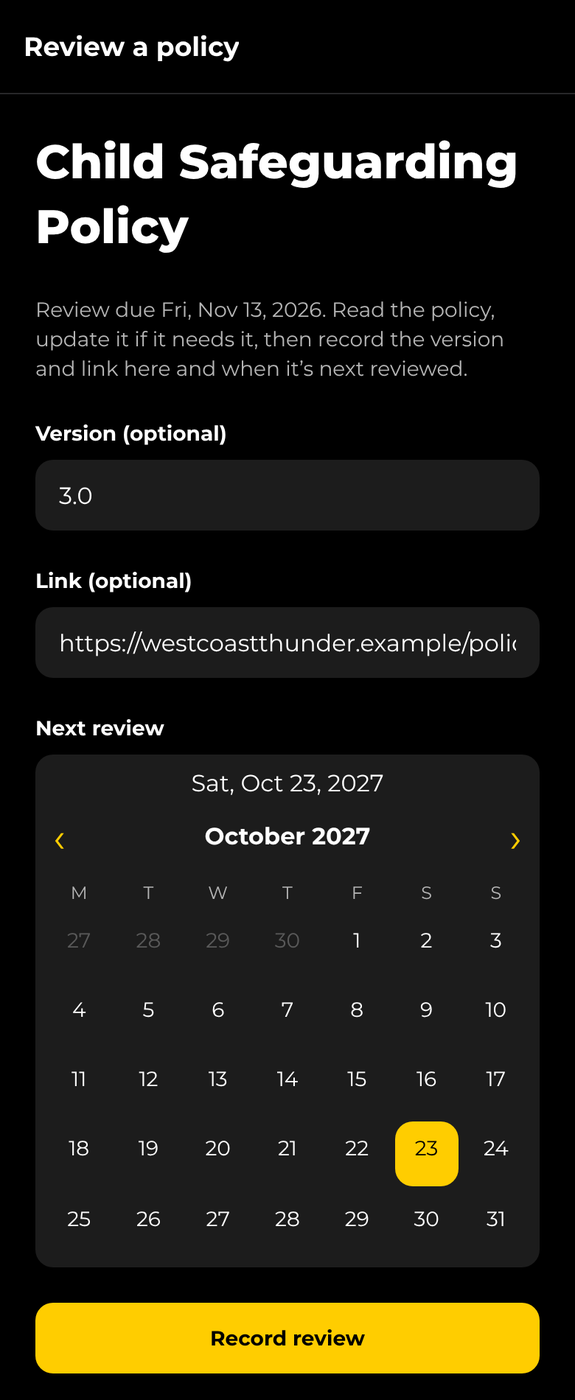 Review a policy
Child Safeguarding
Policy
Review due Fri, Nov 13, 2026. Read the policy,
update it if it needs it, then record the version
and link here and when it’s next reviewed.
Version (optional)
3.0
Link (optional)
https://westcoastthunder.example/polic
Next review
Sat, Oct 23, 2027
‹ October 2027 ›
M T W T F S S
27 28 29 30 1 2 3
4 5 6 7 8 9 10
11 12 13 14 15 16 17
18 19 20 21 22 23 24
25 26 27 28 29 30 31
Record review